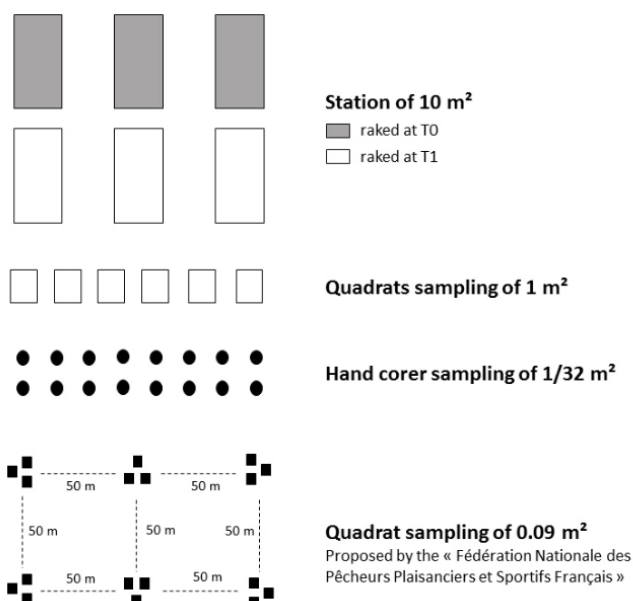 Station of 10 m²
raked at T0
raked at T1
Quadrats sampling of 1 m²
Hand corer sampling of 1/32 m²
50 m 50 m
50 m 50 m 50 m
Quadrat sampling of 0.09 m²
Proposed by the « Fédération Nationale des
Pêcheurs Plaisanciers et Sportifs Français »
50 m 50 m